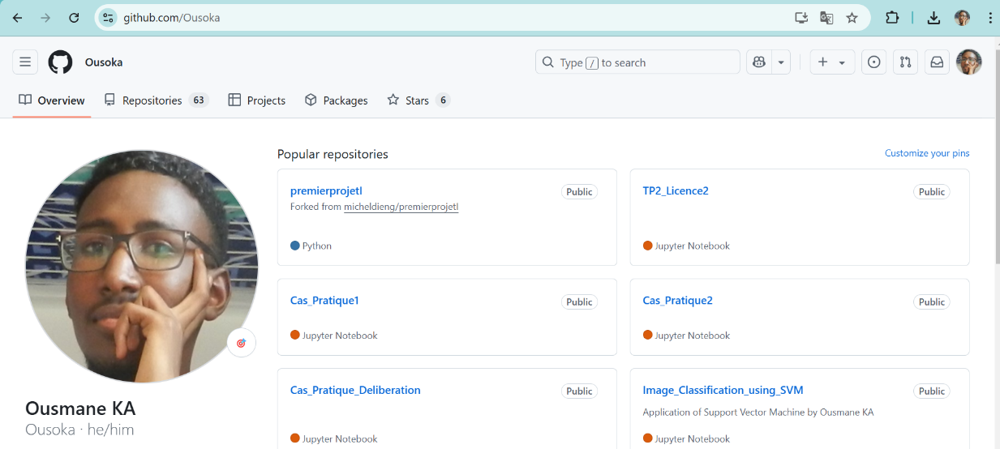 github.com/Ousoka
Ousoka
Type / to search
Overview
Repositories 63
Projects
Packages
Stars 6
Popular repositories
Customize your pins
premierprojetl
Public
Forked from micheldieng/premierprojetl
Python
TP2_Licence2
Public
Jupyter Notebook
Cas_Pratique1
Public
Jupyter Notebook
Cas_Pratique2
Public
Jupyter Notebook
Cas_Pratique_Deliberation
Public
Jupyter Notebook
Image_Classification_using_SVM
Public
Application of Support Vector Machine by Ousmane KA
Jupyter Notebook
Ousmane KA
Ousoka · he/him